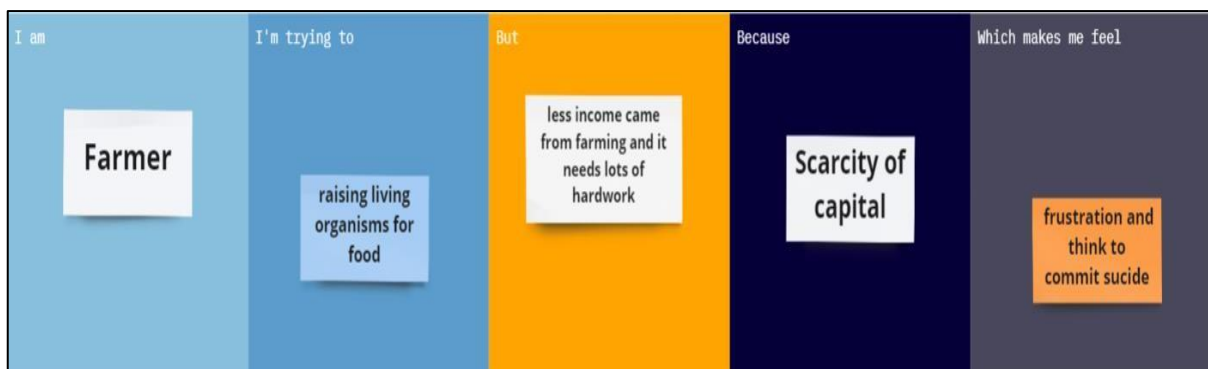 I am
Farmer
I'm trying to
raising living
organisms for
food
But
less income came
from farming and it
needs lots of
hardwork
Because
Scarcity of
capital
Which makes me feel
frustration and
think to
commit sucide